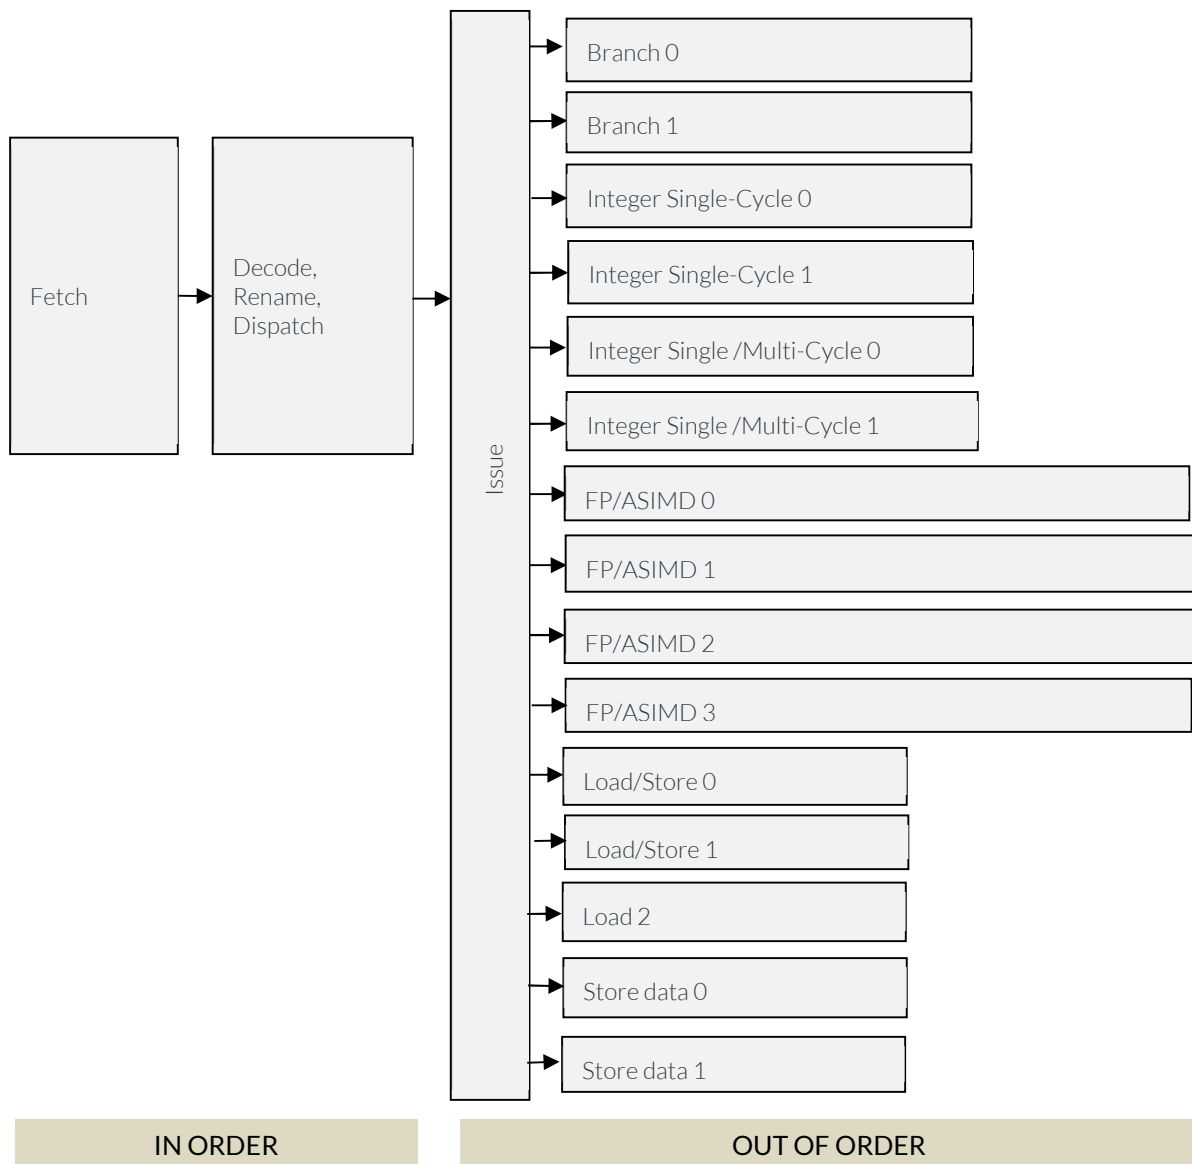 Fetch
Decode,
Rename,
Dispatch
Issue
Branch 0
Branch 1
Integer Single-Cycle 0
Integer Single-Cycle 1
Integer Single /Multi-Cycle 0
Integer Single /Multi-Cycle 1
FP/ASIMD 0
FP/ASIMD 1
FP/ASIMD 2
FP/ASIMD 3
Load/Store 0
Load/Store 1
Load 2
Store data 0
Store data 1
IN ORDER
OUT OF ORDER